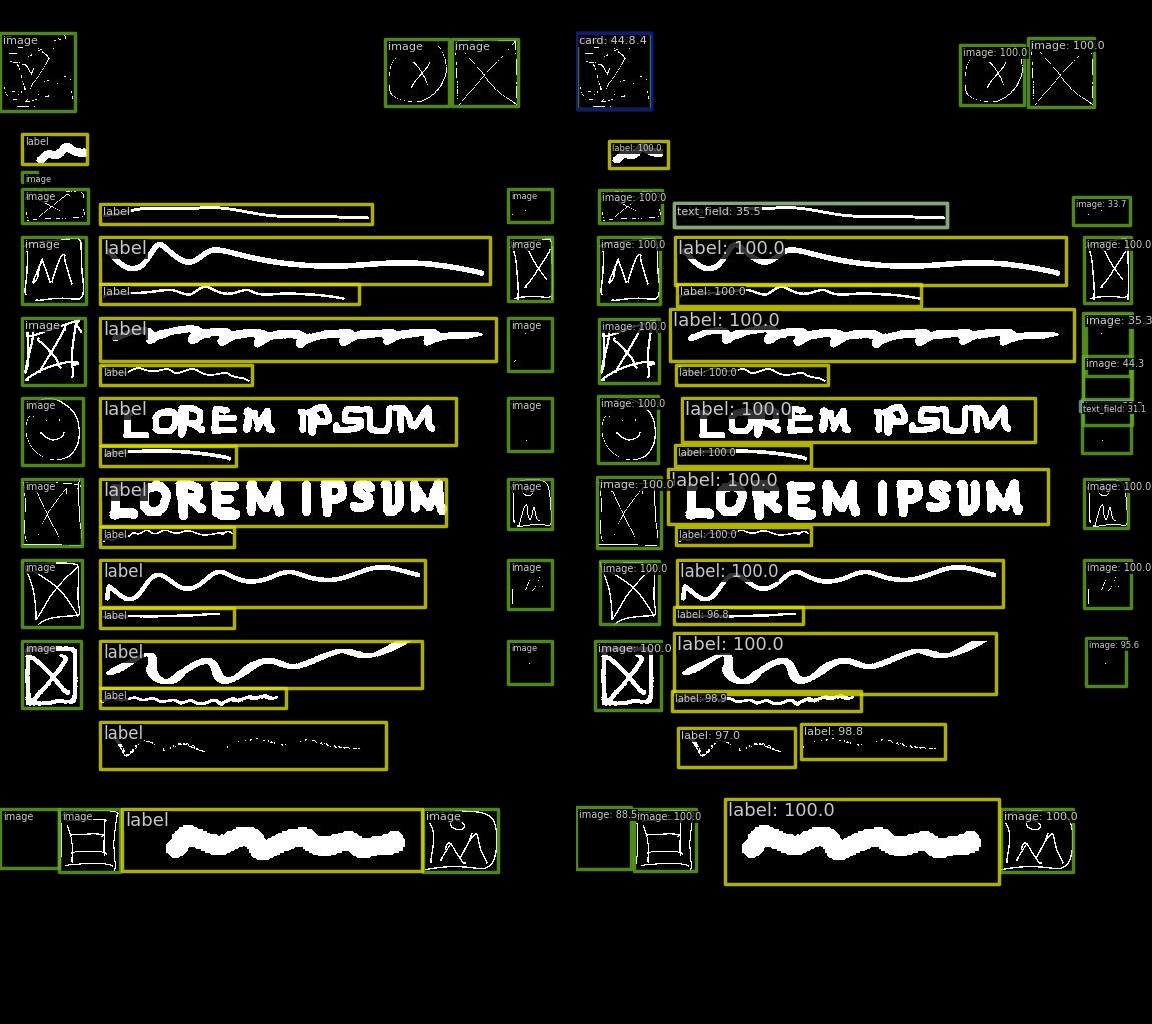 image image image card: 44.8.4 image: 100.0 image: 100.0
label label: 100.0
image
image label image image: 100.0 text_field: 35.5 image: 33.7
image label image image: 100.0 label: 100.0 image: 100.0
label label: 100.0
image label image image: 100.0 label: 100.0 image: 35.3
image: 44.3
label label: 100.0
image label LOREM IPSUM image image: 100.0 label: 100.0 LOREM IPSUM text_field: 31.1
label label: 100.0
image label LOREM IPSUM image image: 100.0 label: 100.0 LOREM IPSUM image: 100.0
label label: 100.0
image label image image: 100.0 label: 100.0 image: 100.0
label label: 96.8
image label image image: 100.0 label: 100.0 image: 95.6
label label: 98.9
label label: 97.0 label: 98.8
image image label image image: 88.5 image: 100.0 label: 100.0 image: 100.0